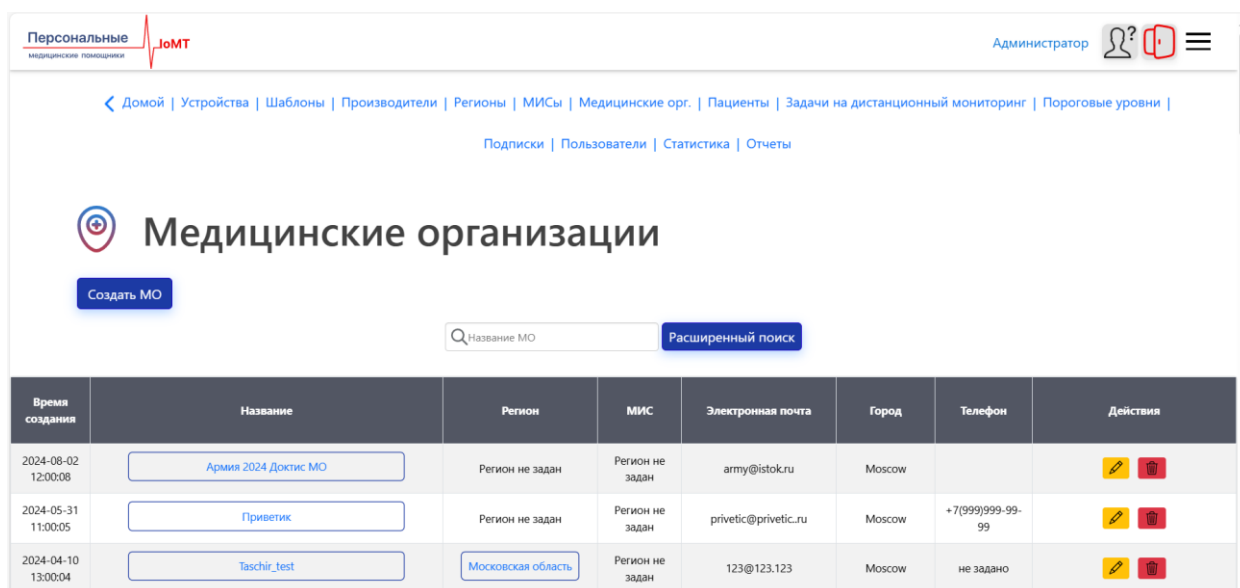 Персональные
медицинские помощники
IoMT
Администратор
?
Домой | Устройства | Шаблоны | Производители | Регионы | МИСы | Медицинские орг. | Пациенты | Задачи на дистанционный мониторинг | Пороговые уровни |
Подписки | Пользователи | Статистика | Отчеты
Медицинские организации
Создать МО
Название МО
Расширенный поиск
Время создания Название Регион МИС Электронная почта Город Телефон Действия
2024-08-02 12:00:08 Армия 2024 Доктис МО Регион не задан Регион не задан army@istok.ru Moscow
2024-05-31 11:00:05 Приветик Регион не задан Регион не задан privetic@privetic..ru Moscow +7(999)999-99-99
2024-04-10 13:00:04 Taschir_test Московская область Регион не задан 123@123.123 Moscow не задано